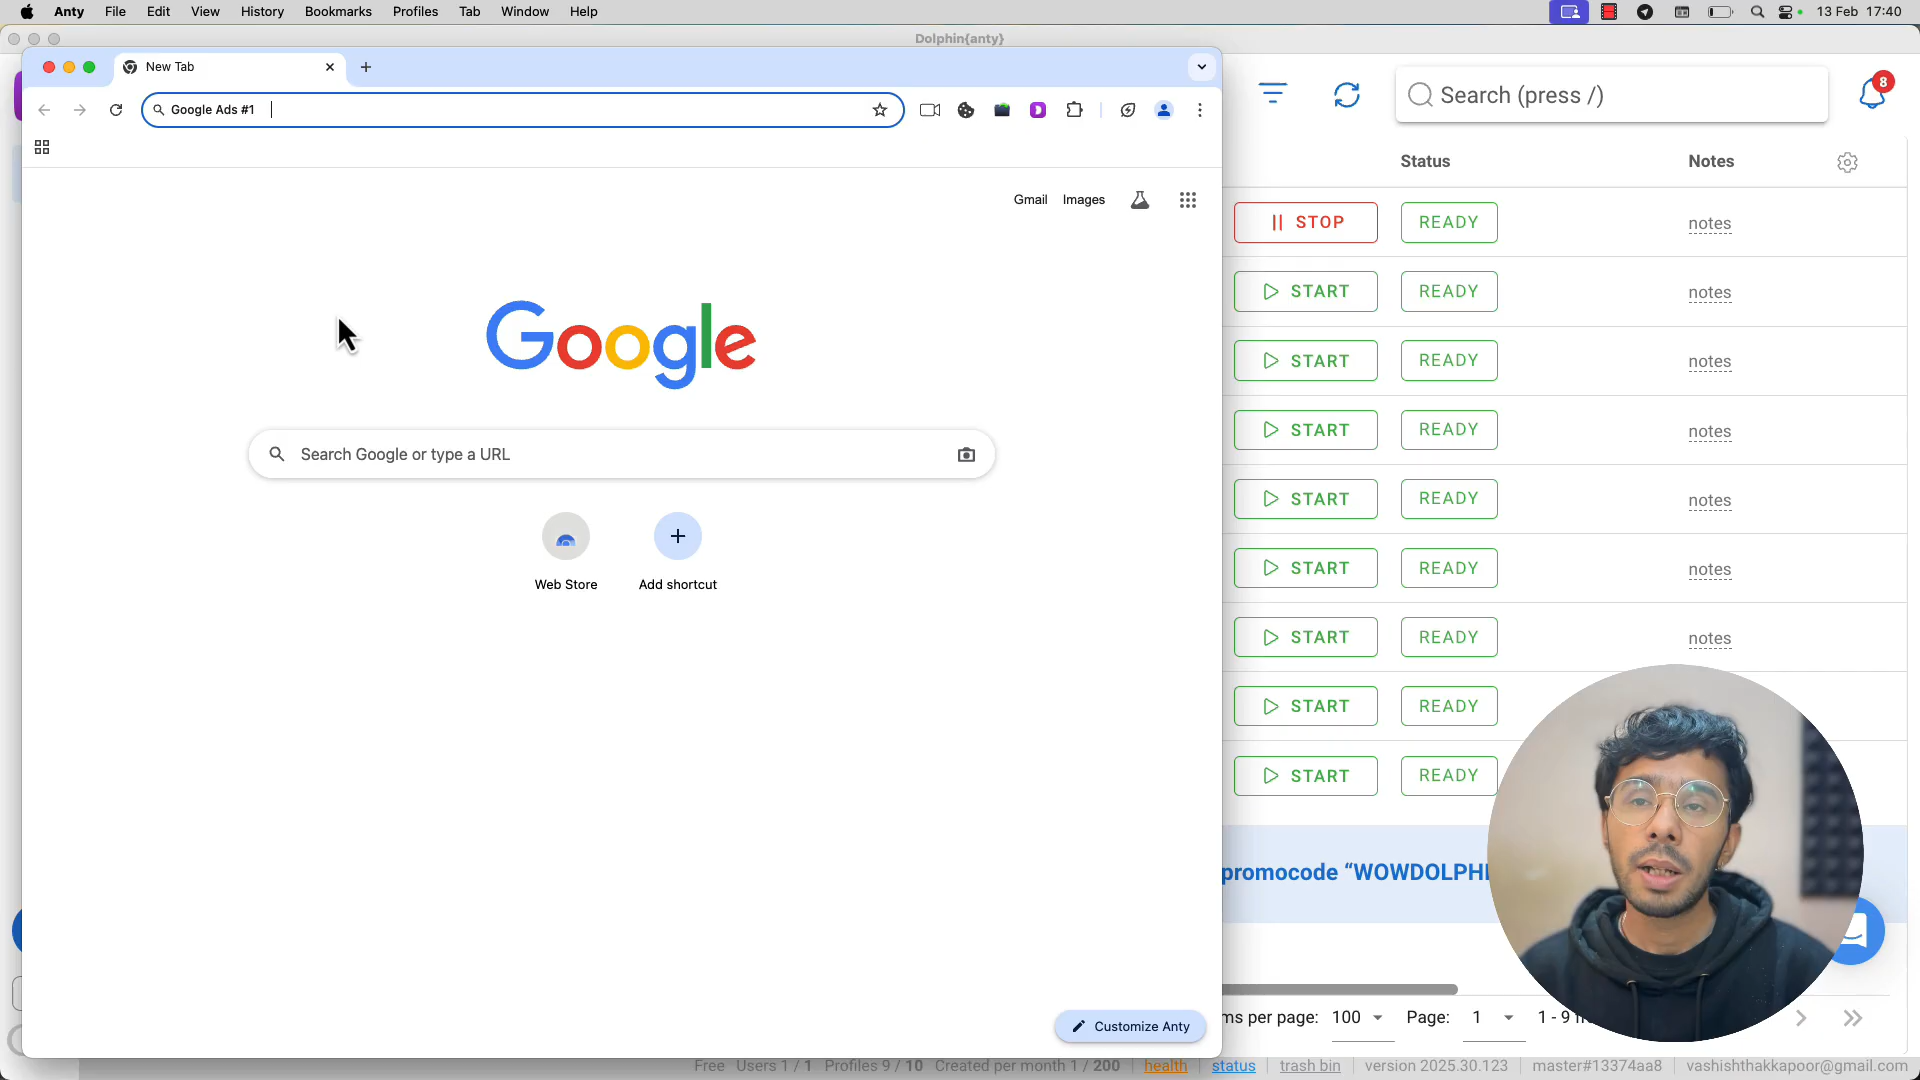 Anty File Edit View History Bookmarks Profiles Tab Window Help 13 Feb 17:40
Dolphin{anty}
New Tab
Google Ads #1
Search (press /)
8
Gmail Images
Status Notes
STOP READY notes
START READY notes
START READY notes
START READY notes
START READY notes
START READY notes
START READY notes
START READY
START READY
Google
Search Google or type a URL
Web Store Add shortcut
promocode “WOWDOLPHI
Customize Anty
ms per page: 100 Page: 1 1 - 9
Free Users 1 / 1 Profiles 9 / 10 Created per month 1 / 200 health status trash bin version 2025.30.123 master#13374aa8 vashishthakkapoor@gmail.com